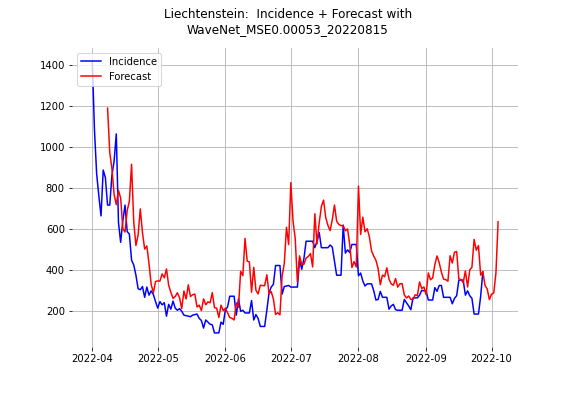 Liechtenstein:  Incidence + Forecast with
WaveNet_MSE0.00053_20220815
Incidence
Forecast
1400
1200
1000
800
600
400
200
2022-04 2022-05 2022-06 2022-07 2022-08 2022-09 2022-10